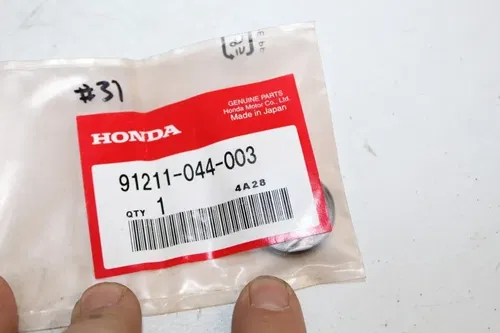 #31
GENUINE PARTS
Honda Motor Co., Ltd.
Made in Japan
HONDA
91211-044-003
4A28
QTY 1